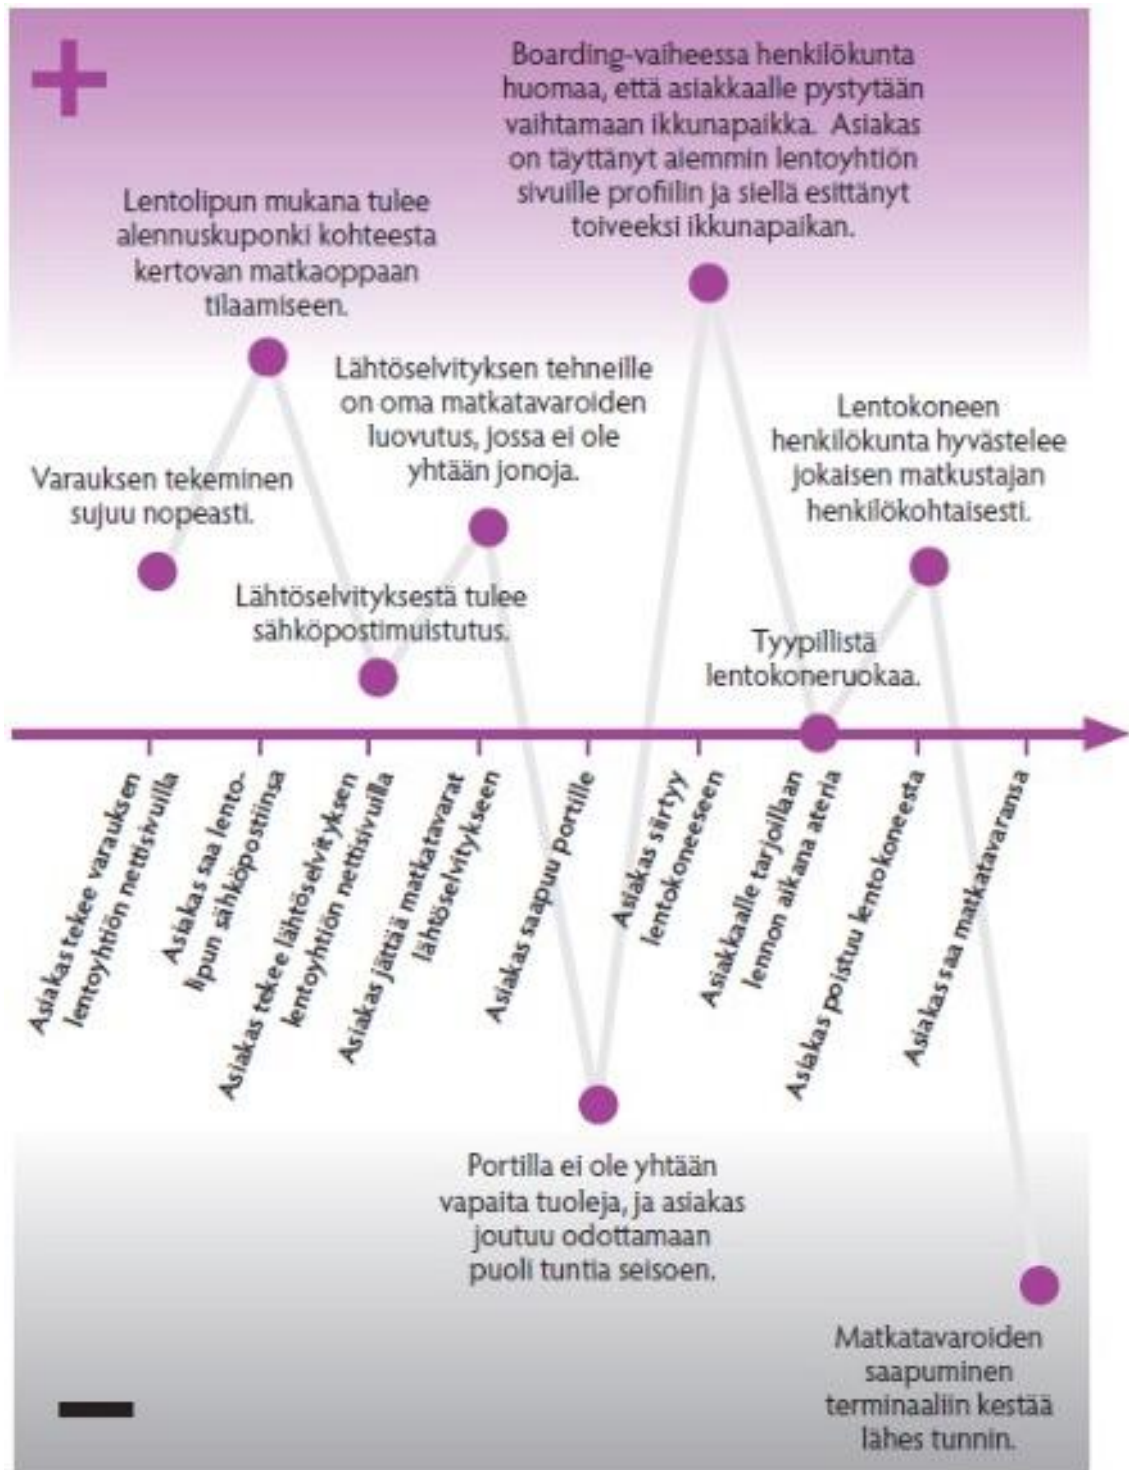 +
Boarding-vaiheessa henkilökunta
huomaa, että asiakkaalle pystytään
vaihtamaan ikkunapaikka. Asiakas
on täyttänyt aiemmin lentoyhtiön
sivuille profiilin ja siellä esittänyt
toiveeksi ikkunapaikan.
Lentolipun mukana tulee
alennuskuponki kohteesta
kertovan matkaoppaan
tilaamiseen.
Lähtöselvityksen tehneille
on oma matkatavaroiden
luovutus, jossa ei ole
yhtään jonoja.
Lentokoneen
henkilökunta hyvästelee
jokaisen matkustajan
henkilökohtaisesti.
Varauksen tekeminen
sujuu nopeasti.
Lähtöselvityksestä tulee
sähköpostimuistutus.
Tyypillistä
lentokoneruokaa.
Asiakas tekee varauksen
lentoyhtiön nettisivuilla
Asiakas saa lento-
lipun sähköpostiinsa
Asiakas tekee lähtöselvityksen
lentoyhtiön nettisivuilla
Asiakas jättää matkatavarat
lähtöselvitykseen
Asiakas saapuu portille
Asiakas siirtyy
lentokoneeseen
Asiakkaalle tarjoillaan
lennon aikana ateria
Asiakas poistuu lentokoneesta
Asiakas saa matkatavaransa
Portilla ei ole yhtään
vapaita tuoleja, ja asiakas
joutuu odottamaan
puoli tuntia seisoen.
Matkatavaroiden
saapuminen
terminaaliin kestää
lähes tunnin.
−